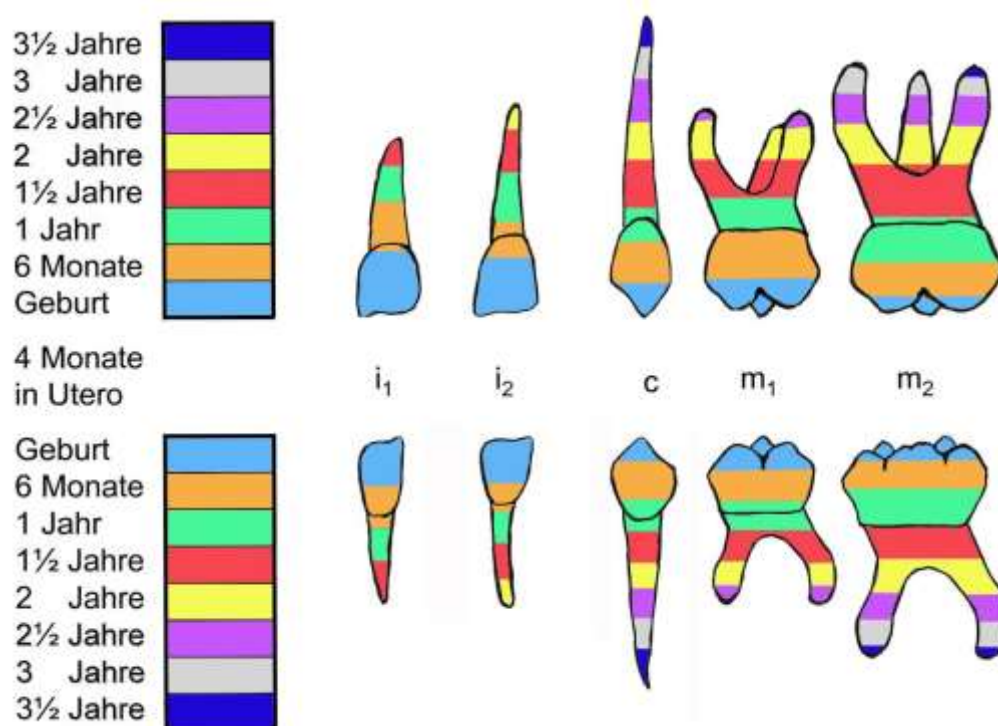 3½ Jahre
3 Jahre
2½ Jahre
2 Jahre
1½ Jahre
1 Jahr
6 Monate
Geburt
4 Monate
in Utero
i₁ i₂ c m₁ m₂
Geburt
6 Monate
1 Jahr
1½ Jahre
2 Jahre
2½ Jahre
3 Jahre
3½ Jahre